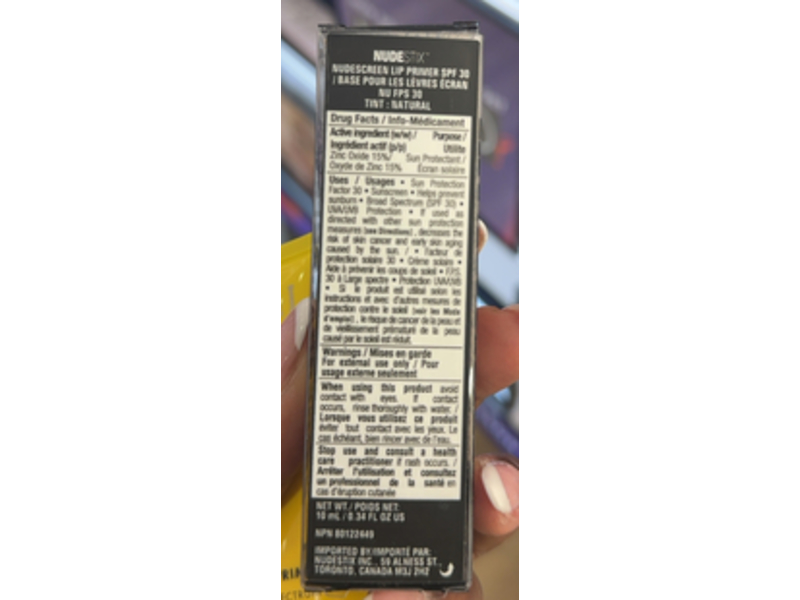 NUDESTIX
NUDESCREEN LIP PRIMER SPF 30
/ BASE POUR LES LÈVRES ÉCRAN
NU FPS 30
TINT : NATURAL
Drug Facts / Info-Médicament
Active ingredient (w/w) / Purpose /
Ingrédient actif (p/p) Utilité
Zinc Oxide 15%/ Sun Protectant /
Oxyde de Zinc 15% Écran solaire
Uses / Usages • Sun Protection
Factor 30 • Sunscreen • Helps prevent
sunburn • Broad Spectrum (SPF 30) •
UVA/UVB Protection • If used as
directed with other sun protection
measures (see Directions), decreases the
risk of skin cancer and early skin aging
caused by the sun. / • Facteur de
protection solaire 30 • Crème solaire •
Aide à prévenir les coups de soleil • F.P.S.
30 à Large spectre • Protection UVA/UVB
• Si le produit est utilisé selon les
instructions et avec d'autres mesures de
protection contre le soleil (voir les Mode
d'emploi), le risque de cancer de la peau et
de vieillissement prématuré de la peau
causé par le soleil est réduit.
Warnings / Mises en garde
For external use only / Pour
usage externe seulement
When using this product avoid
contact with eyes. If contact
occurs, rinse thoroughly with water. /
Lorsque vous utilisez ce produit
éviter tout contact avec les yeux. Le
cas échéant, bien rincer avec de l'eau.
Stop use and consult a health
care practitioner if rash occurs. /
Arrêter l'utilisation et consultez
un professionnel de la santé en
cas d'éruption cutanée
NET WT./ POIDS NET:
10 mL / 0.34 FL OZ US
NPN 80122449
IMPORTED BY/IMPORTÉ PAR:
NUDESTIX INC., 59 ALNESS ST.,
TORONTO, CANADA M3J 2H2